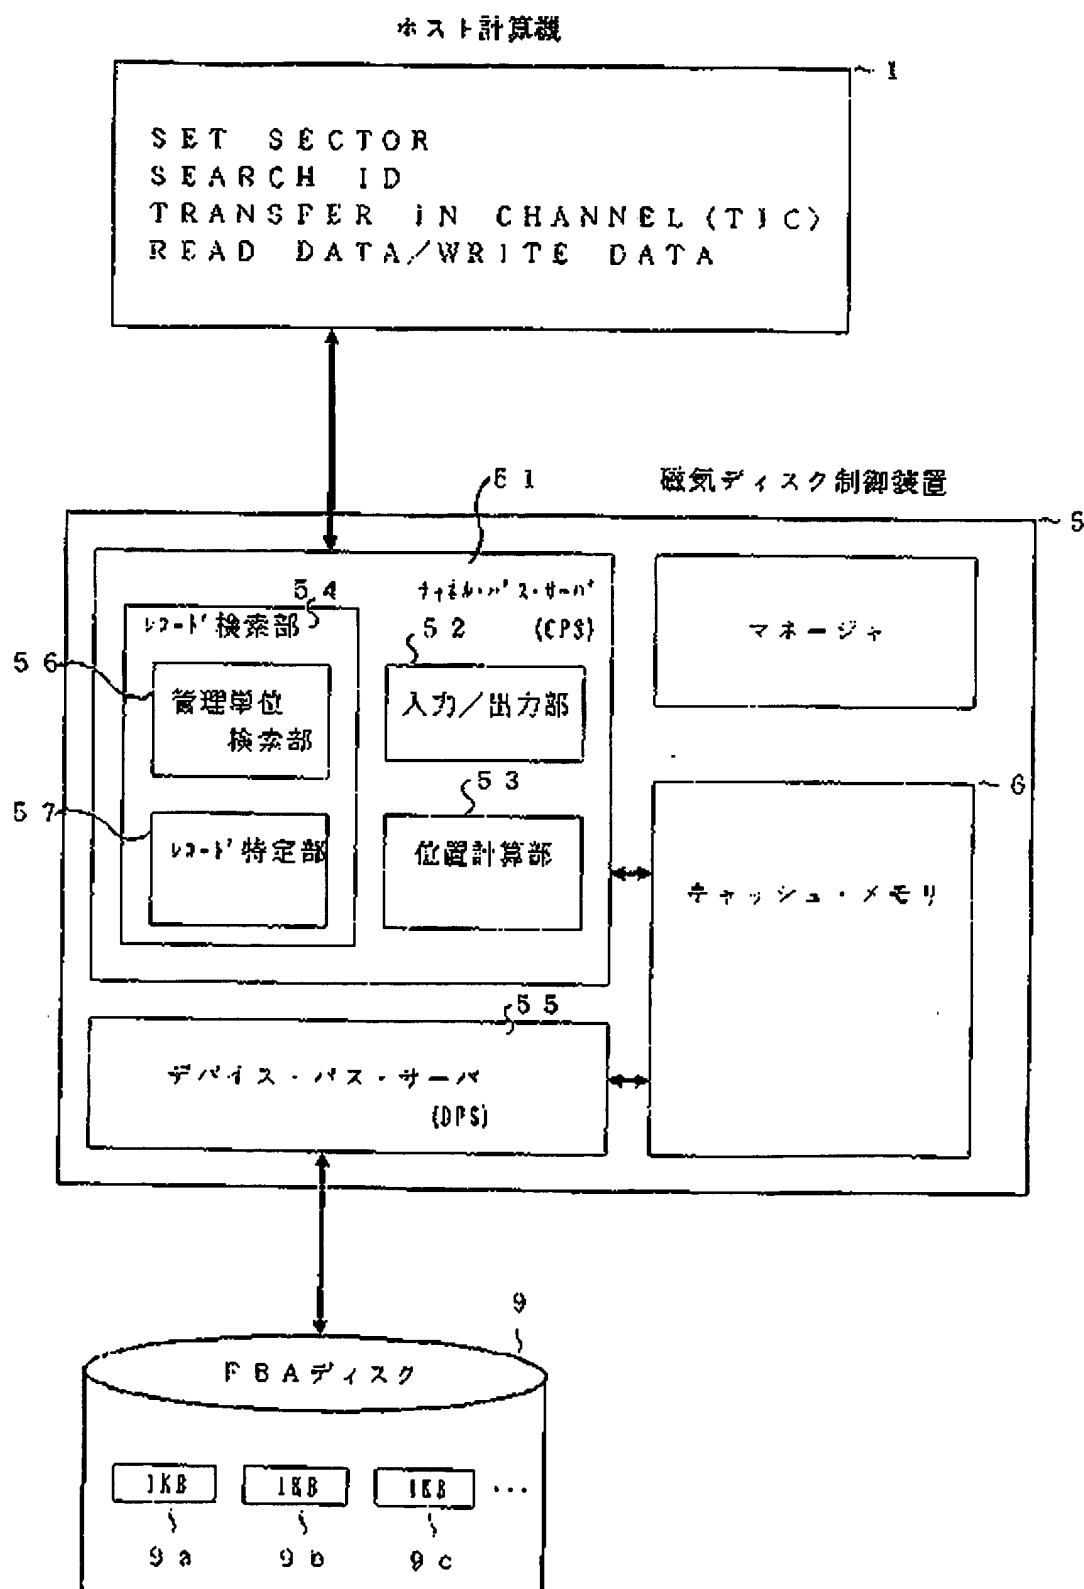 ホスト計算機
1
SET SECTOR
SEARCH ID
TRANSFER IN CHANNEL(TIC)
READ DATA/WRITE DATA
51
磁気ディスク制御装置
5
54
チャネル・パス・サーバ
(CPS)
レコード検索部
52
マネージャ
56
管理単位
検索部
入力/出力部
6
57
53
レコード特定部
位置計算部
キャッシュ・メモリ
55
デバイス・パス・サーバ
(DPS)
9
FBAディスク
1KB 1KB 1KB ...
9a 9b 9c